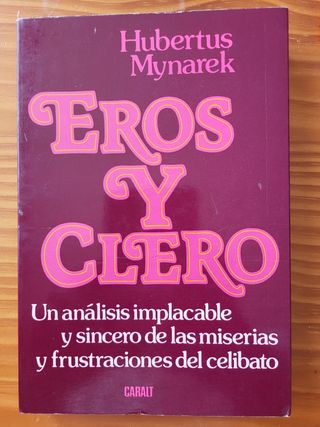 Hubertus
Mynarek
EROS
Y
CLERO
Un análisis implacable
y sincero de las miserias
y frustraciones del celibato
CARALT